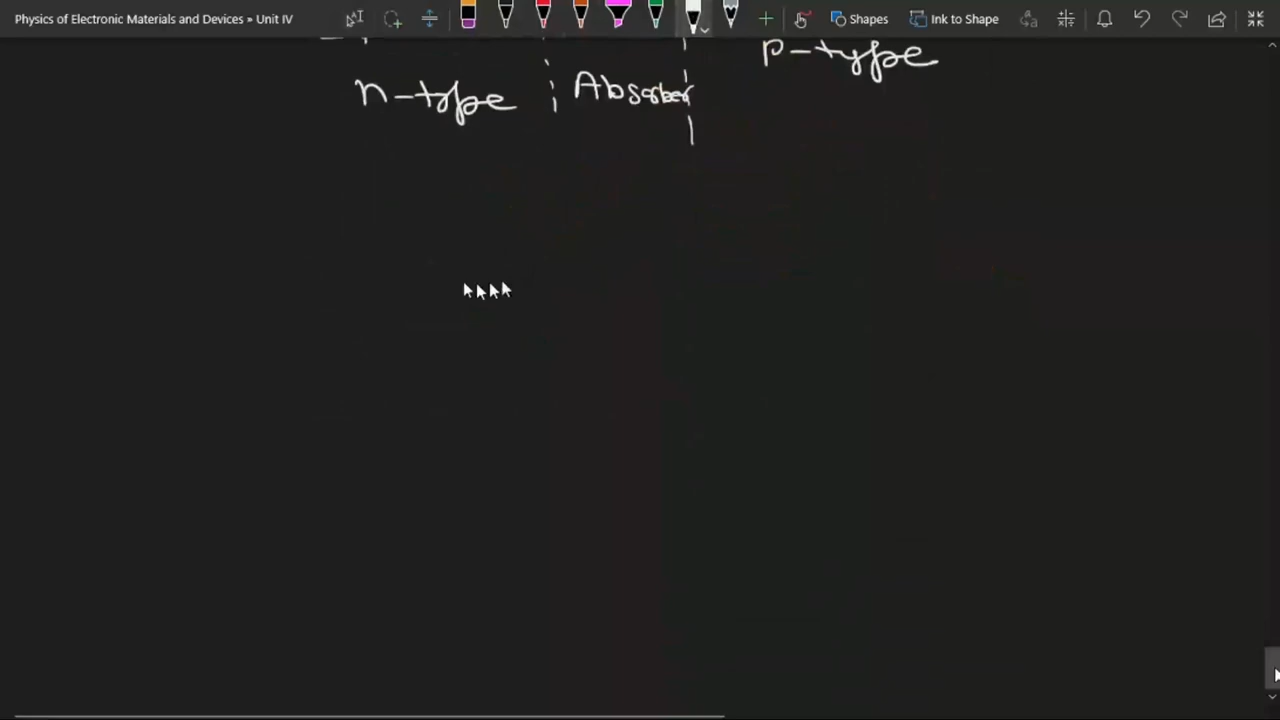 Physics of Electronic Materials and Devices » Unit IV
Shapes
Ink to Shape
p-type
n-type Absorber